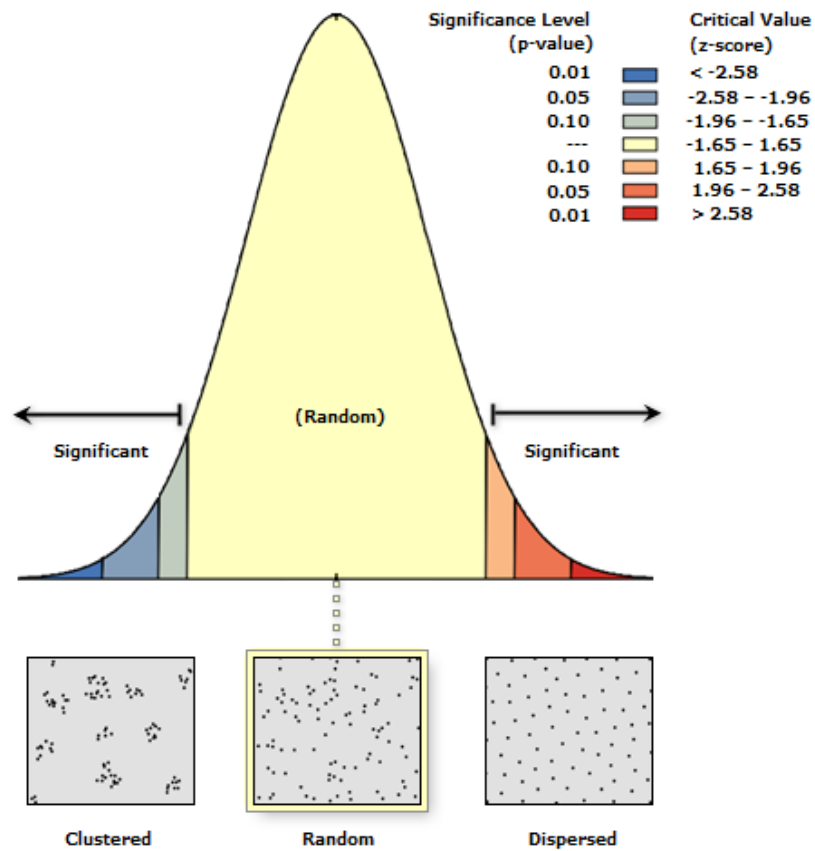 Significance Level Critical Value
(p-value) (z-score)
0.01 < -2.58
0.05 -2.58 – -1.96
0.10 -1.96 – -1.65
--- -1.65 – 1.65
0.10 1.65 – 1.96
0.05 1.96 – 2.58
0.01 > 2.58
(Random)
Significant Significant
Clustered Random Dispersed